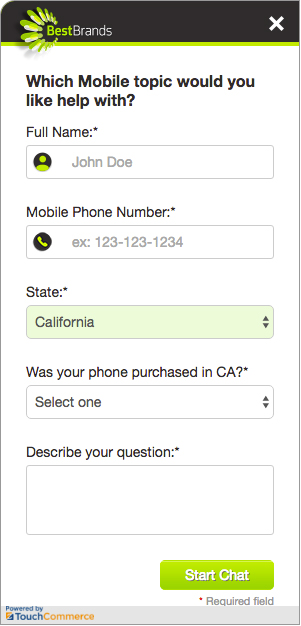 BestBrands
Which Mobile topic would you
like help with?
Full Name:*
John Doe
Mobile Phone Number:*
ex: 123-123-1234
State:*
California
Was your phone purchased in CA?*
Select one
Describe your question:*
Start Chat
* Required field
Powered by
TouchCommerce